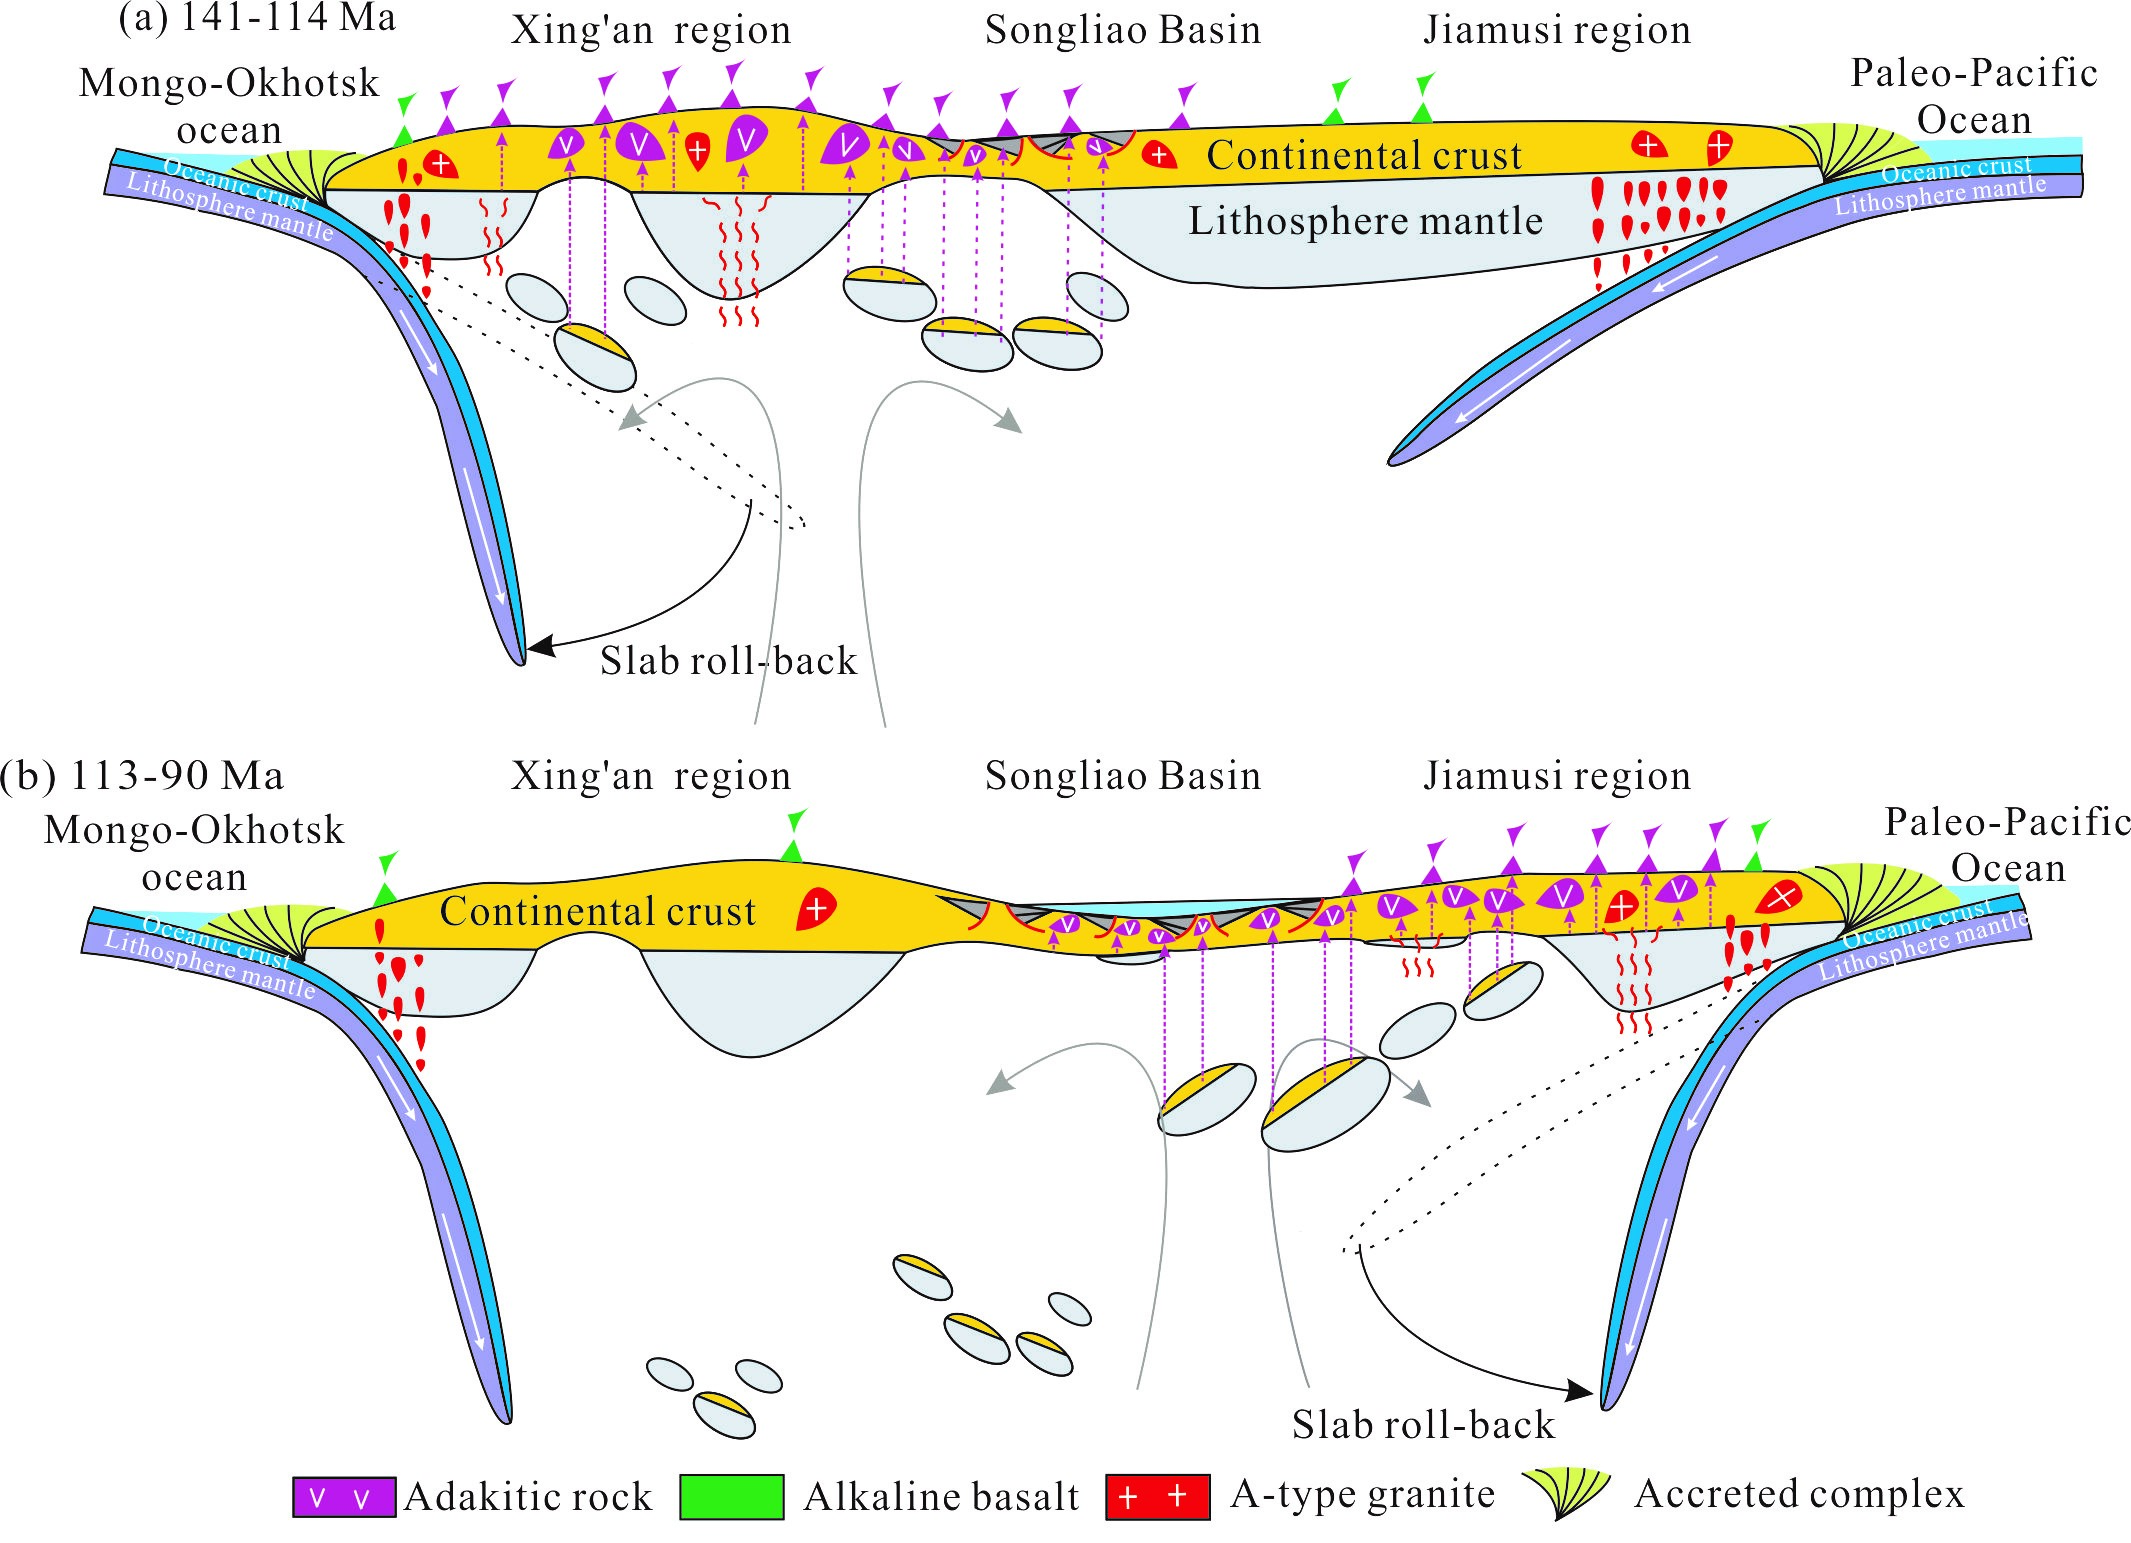 (a) 141-114 Ma
Xing'an region
Songliao Basin
Jiamusi region
Mongo-Okhotsk
ocean
Paleo-Pacific
Ocean
Continental crust
Lithosphere mantle
Oceanic crust
Lithosphere mantle
Oceanic crust
Lithosphere mantle
Slab roll-back
(b) 113-90 Ma
Xing'an region
Songliao Basin
Jiamusi region
Mongo-Okhotsk
ocean
Paleo-Pacific
Ocean
Continental crust
Oceanic crust
Lithosphere mantle
Oceanic crust
Lithosphere mantle
Slab roll-back
Adakitic rock
Alkaline basalt
A-type granite
Accreted complex